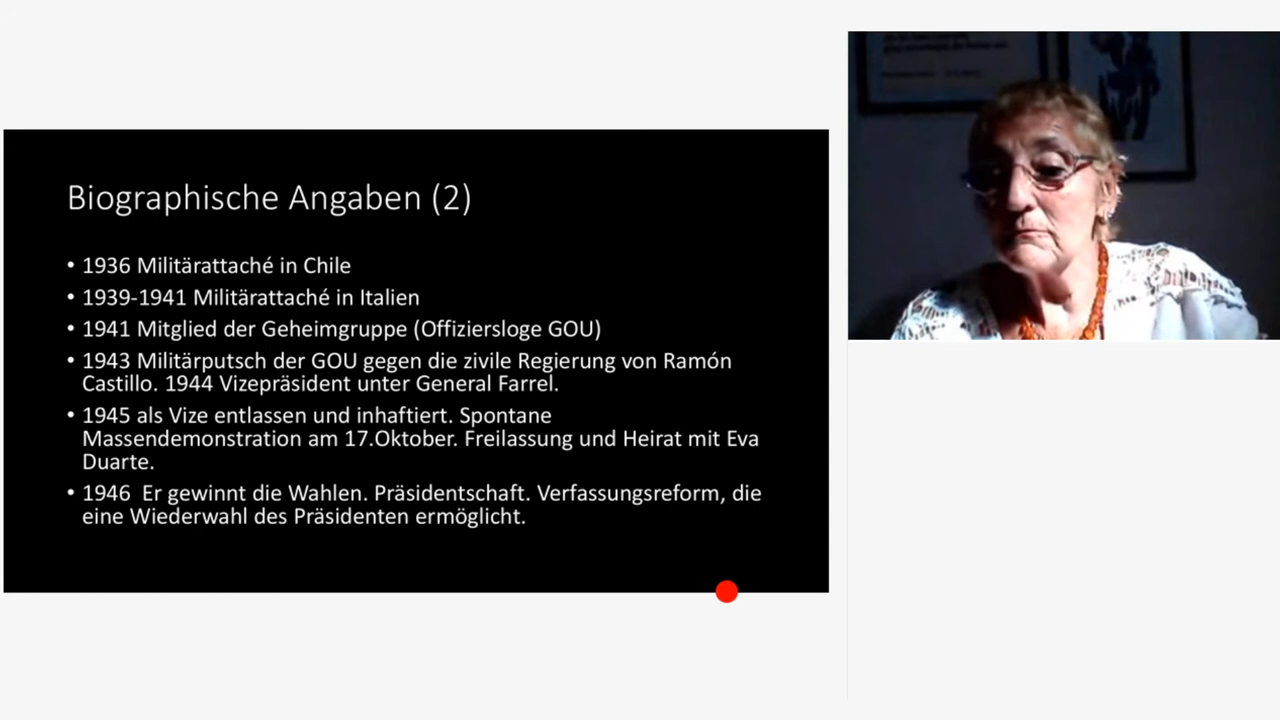 Biographische Angaben (2)
• 1936 Militärattaché in Chile
• 1939-1941 Militärattaché in Italien
• 1941 Mitglied der Geheimgruppe (Offiziersloge GOU)
• 1943 Militärputsch der GOU gegen die zivile Regierung von Ramón
Castillo. 1944 Vizepräsident unter General Farrel.
• 1945 als Vize entlassen und inhaftiert. Spontane
Massendemonstration am 17.Oktober. Freilassung und Heirat mit Eva
Duarte.
• 1946  Er gewinnt die Wahlen. Präsidentschaft. Verfassungsreform, die
eine Wiederwahl des Präsidenten ermöglicht.